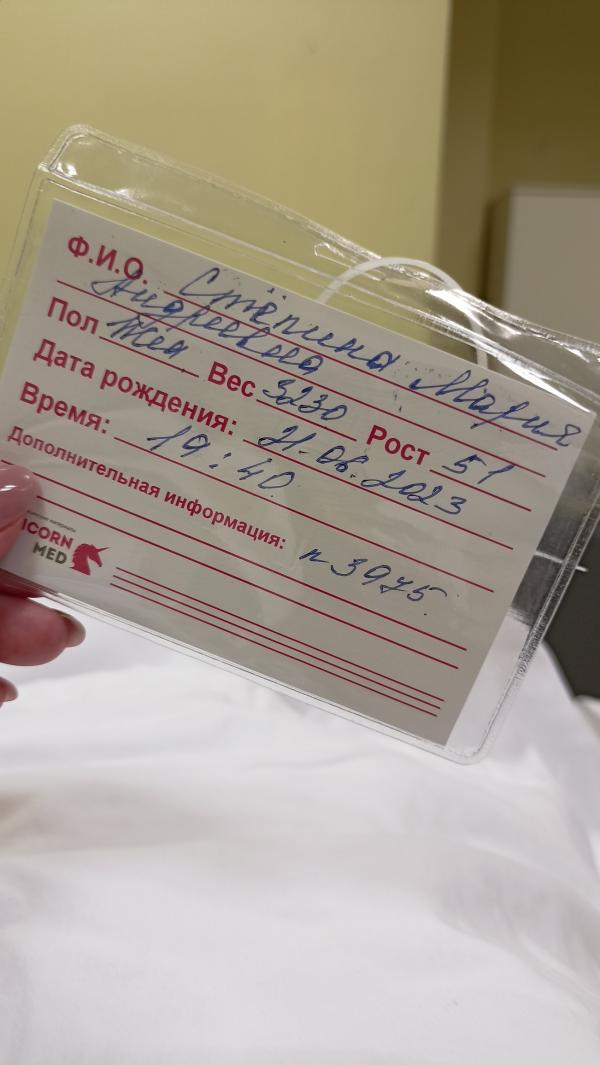 Ф.И.О. Стёпина Мария
Андреевна
Пол Жен Вес 3230 Рост 51
Дата рождения: 21.08.2023
Время: 19:40
Дополнительная информация: n 3975
ICORN
MED